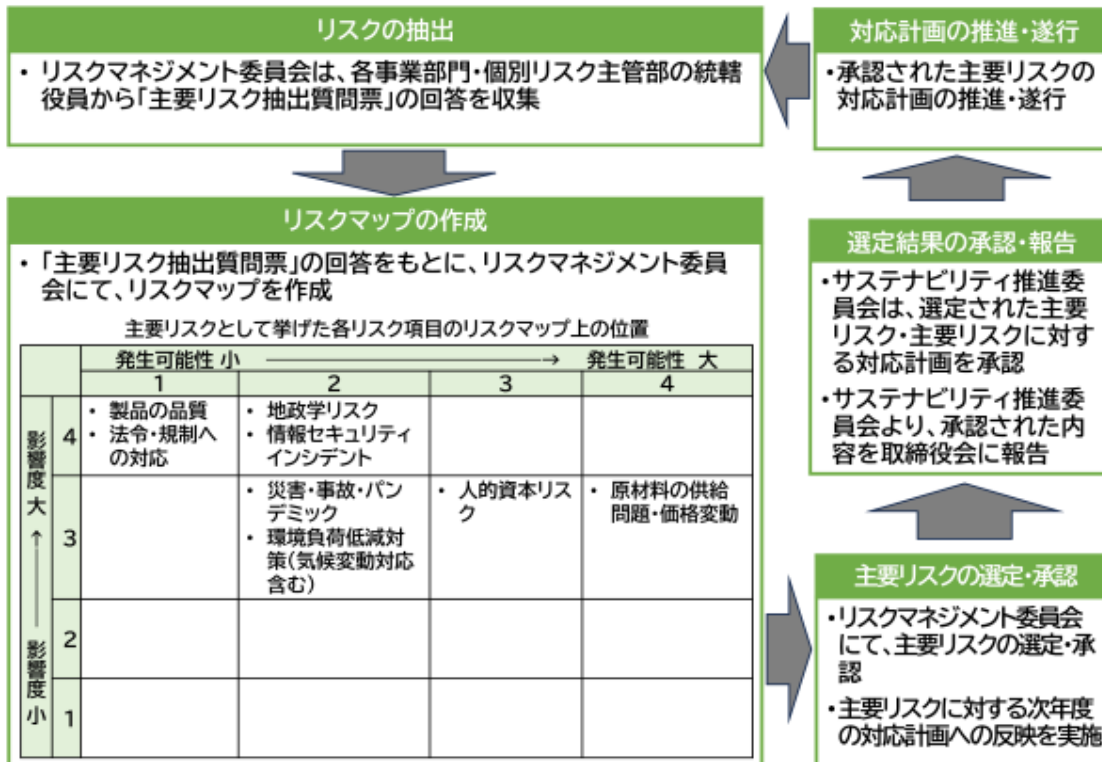 リスクの抽出
・ リスクマネジメント委員会は、各事業部門・個別リスク主管部の統轄
役員から「主要リスク抽出質問票」の回答を収集
リスクマップの作成
・ 「主要リスク抽出質問票」の回答をもとに、リスクマネジメント委員
会にて、リスクマップを作成
主要リスクとして挙げた各リスク項目のリスクマップ上の位置
発生可能性 小 ―――→ 発生可能性 大
1 2 3 4
影響度 大 ↑―― 影響度 小
4
・ 製品の品質
・ 法令・規制へ
の対応
・ 地政学リスク
・ 情報セキュリティ
インシデント
3
・ 災害・事故・パン
デミック
・ 環境負荷低減対
策(気候変動対応
含む)
・ 人的資本リス
ク
・ 原材料の供給
問題・価格変動
2
1
主要リスクの選定・承認
・リスクマネジメント委員会
にて、主要リスクの選定・承
認
・主要リスクに対する次年度
の対応計画への反映を実施
選定結果の承認・報告
・サステナビリティ推進委
員会は、選定された主要
リスク・主要リスクに対す
る対応計画を承認
・サステナビリティ推進委
員会より、承認された内
容を取締役会に報告
対応計画の推進・遂行
・承認された主要リスクの
対応計画の推進・遂行